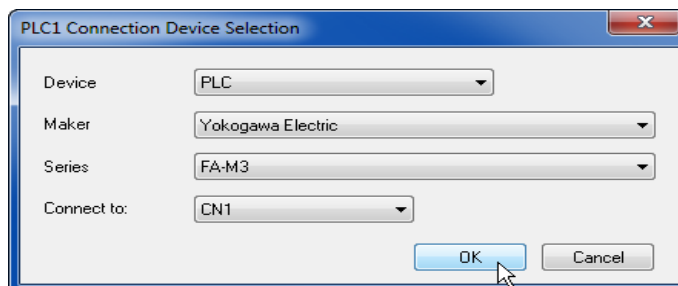 PLC1 Connection Device Selection
Device PLC
Maker Yokogawa Electric
Series FA-M3
Connect to: CN1
OK Cancel